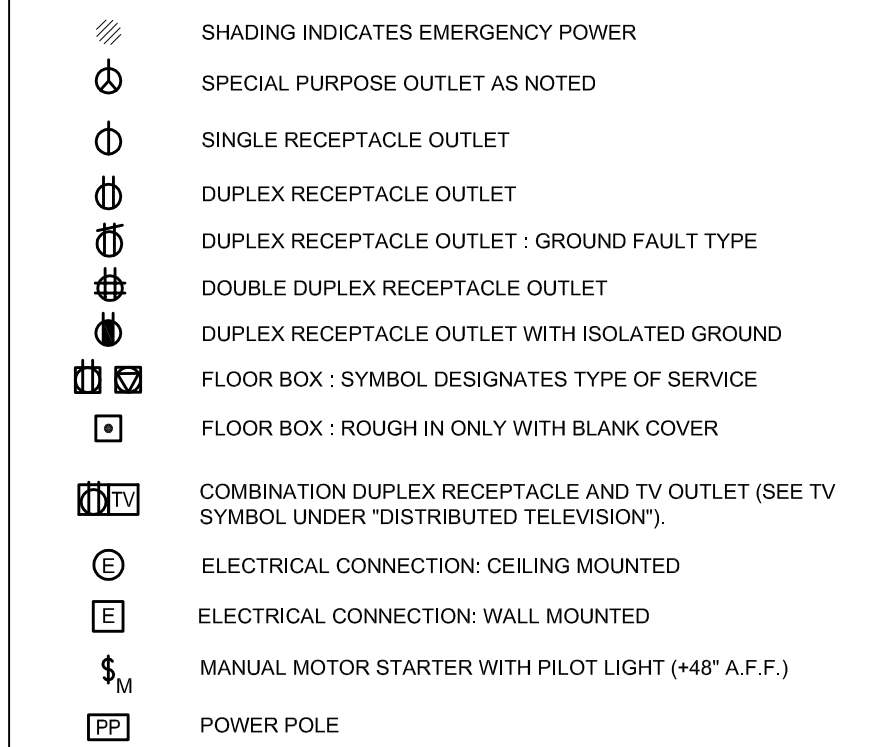 SHADING INDICATES EMERGENCY POWER
SPECIAL PURPOSE OUTLET AS NOTED
SINGLE RECEPTACLE OUTLET
DUPLEX RECEPTACLE OUTLET
DUPLEX RECEPTACLE OUTLET : GROUND FAULT TYPE
DOUBLE DUPLEX RECEPTACLE OUTLET
DUPLEX RECEPTACLE OUTLET WITH ISOLATED GROUND
FLOOR BOX : SYMBOL DESIGNATES TYPE OF SERVICE
FLOOR BOX : ROUGH IN ONLY WITH BLANK COVER
TV COMBINATION DUPLEX RECEPTACLE AND TV OUTLET (SEE TV
SYMBOL UNDER "DISTRIBUTED TELEVISION").
E ELECTRICAL CONNECTION: CEILING MOUNTED
E ELECTRICAL CONNECTION: WALL MOUNTED
$M MANUAL MOTOR STARTER WITH PILOT LIGHT (+48" A.F.F.)
PP POWER POLE